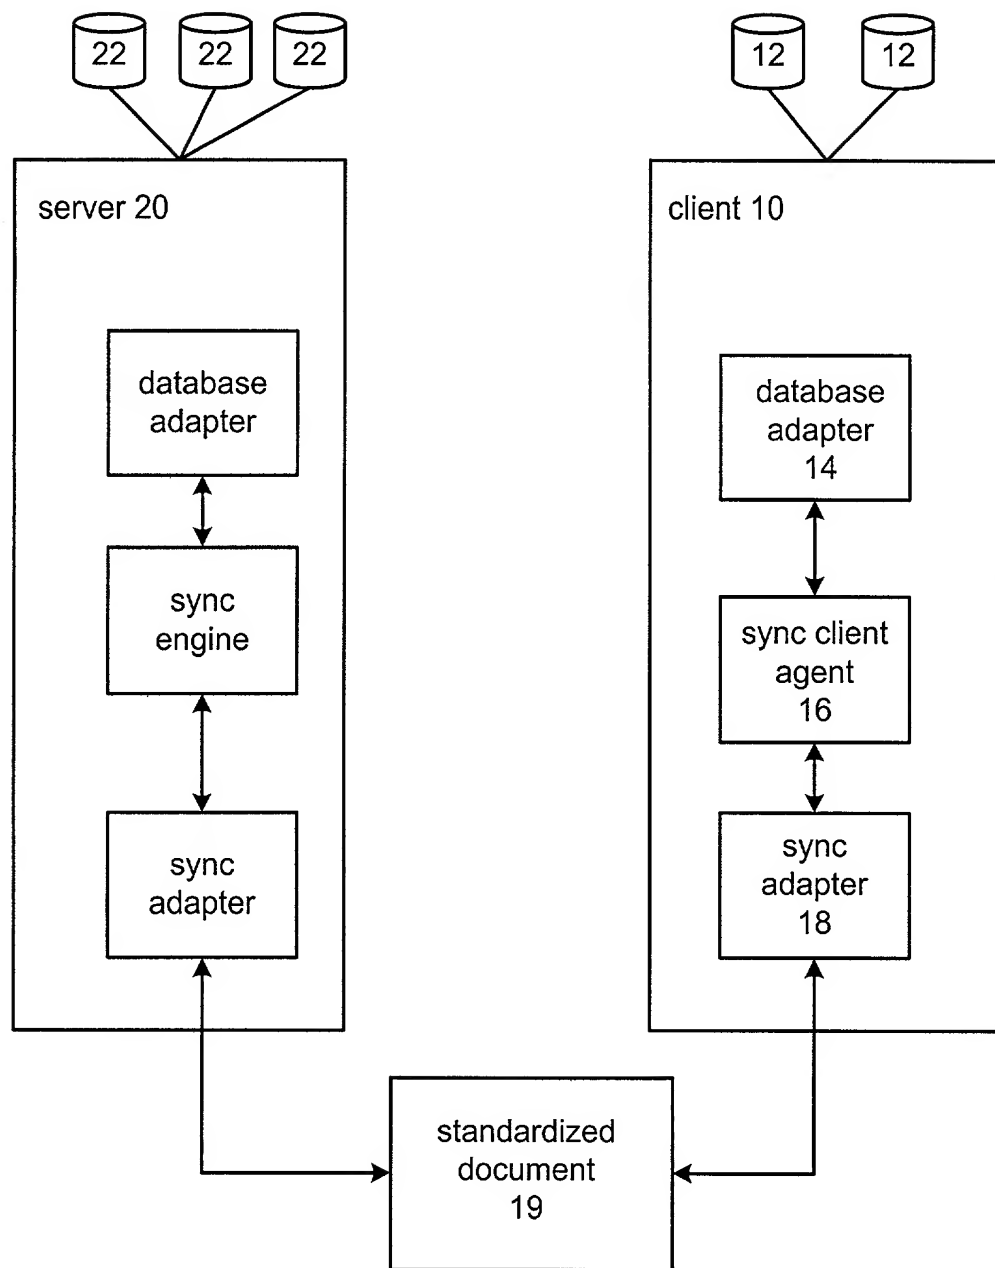 22
22
22
12
12
server 20
client 10
database
adapter
database
adapter
14
sync
engine
sync client
agent
16
sync
adapter
sync
adapter
18
standardized
document
19